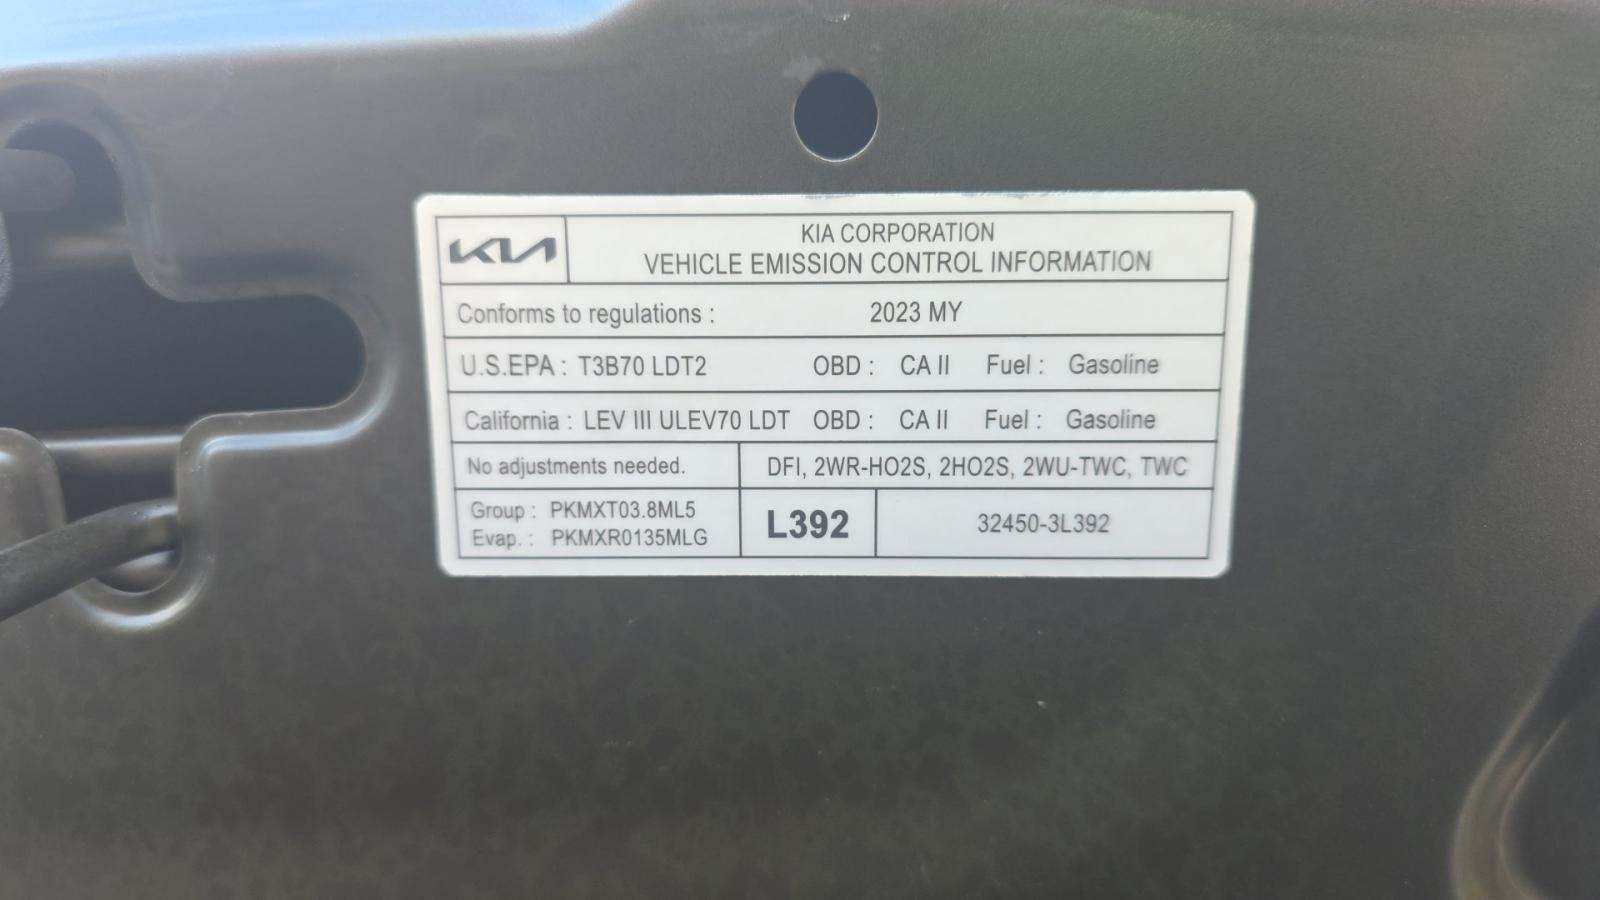 KIA
KIA CORPORATION
VEHICLE EMISSION CONTROL INFORMATION
Conforms to regulations : 2023 MY
U.S.EPA : T3B70 LDT2 OBD : CA II Fuel : Gasoline
California : LEV III ULEV70 LDT OBD : CA II Fuel : Gasoline
No adjustments needed. DFI, 2WR-HO2S, 2HO2S, 2WU-TWC, TWC
Group : PKMXT03.8ML5
Evap. : PKMXR0135MLG
L392
32450-3L392